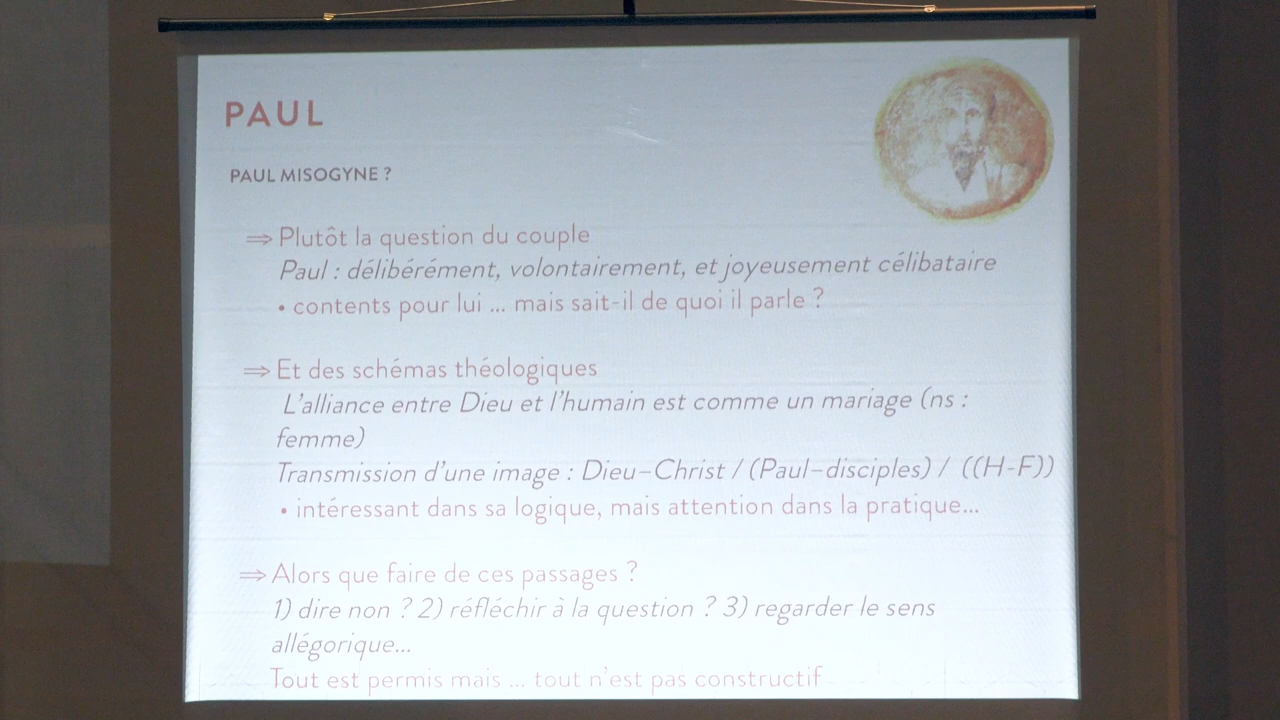 PAUL
PAUL MISOGYNE ?
⇒ Plutôt la question du couple
Paul : délibérément, volontairement, et joyeusement célibataire
• contents pour lui ... mais sait-il de quoi il parle ?
⇒ Et des schémas théologiques
L'alliance entre Dieu et l'humain est comme un mariage (ns :
femme)
Transmission d'une image : Dieu–Christ / (Paul–disciples) / ((H-F))
• intéressant dans sa logique, mais attention dans la pratique...
⇒ Alors que faire de ces passages ?
1) dire non ? 2) réfléchir à la question ? 3) regarder le sens
allégorique...
Tout est permis mais ... tout n'est pas constructif